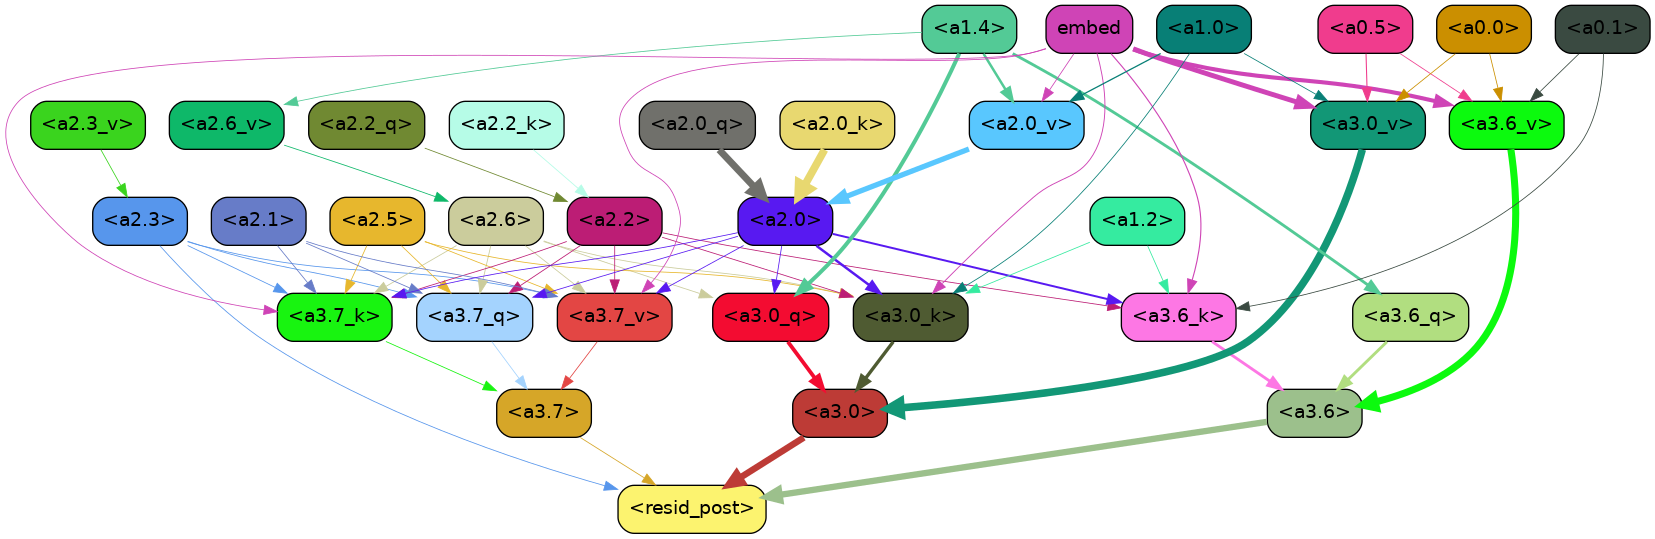 <a1.4>
embed
<a1.0>
<a0.5>
<a0.0>
<a0.1>
<a2.3_v>
<a2.6_v>
<a2.2_q>
<a2.2_k>
<a2.0_q>
<a2.0_k>
<a2.0_v>
<a3.0_v>
<a3.6_v>
<a2.3>
<a2.1>
<a2.5>
<a2.6>
<a2.2>
<a2.0>
<a1.2>
<a3.7_k>
<a3.7_q>
<a3.7_v>
<a3.0_q>
<a3.0_k>
<a3.6_k>
<a3.6_q>
<a3.7>
<a3.0>
<a3.6>
<resid_post>